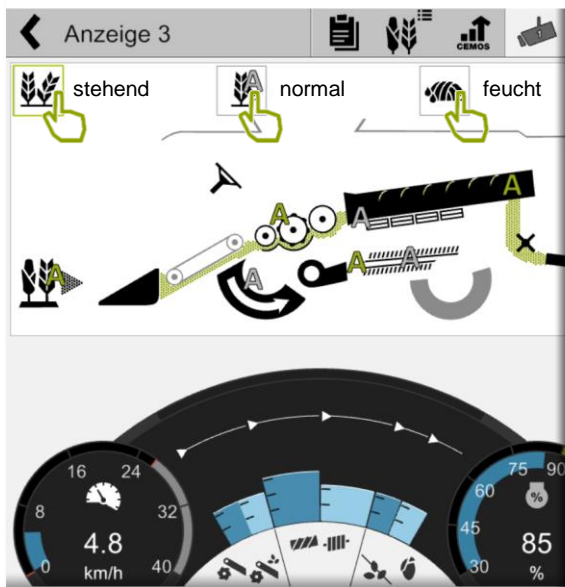 Anzeige 3
CEMOS
1
stehend
A
normal
feucht
A
A
A
A
A
A
A
16
24
8
32
0
40
4.8
km/h
75
90
60
%
45
30
85
%